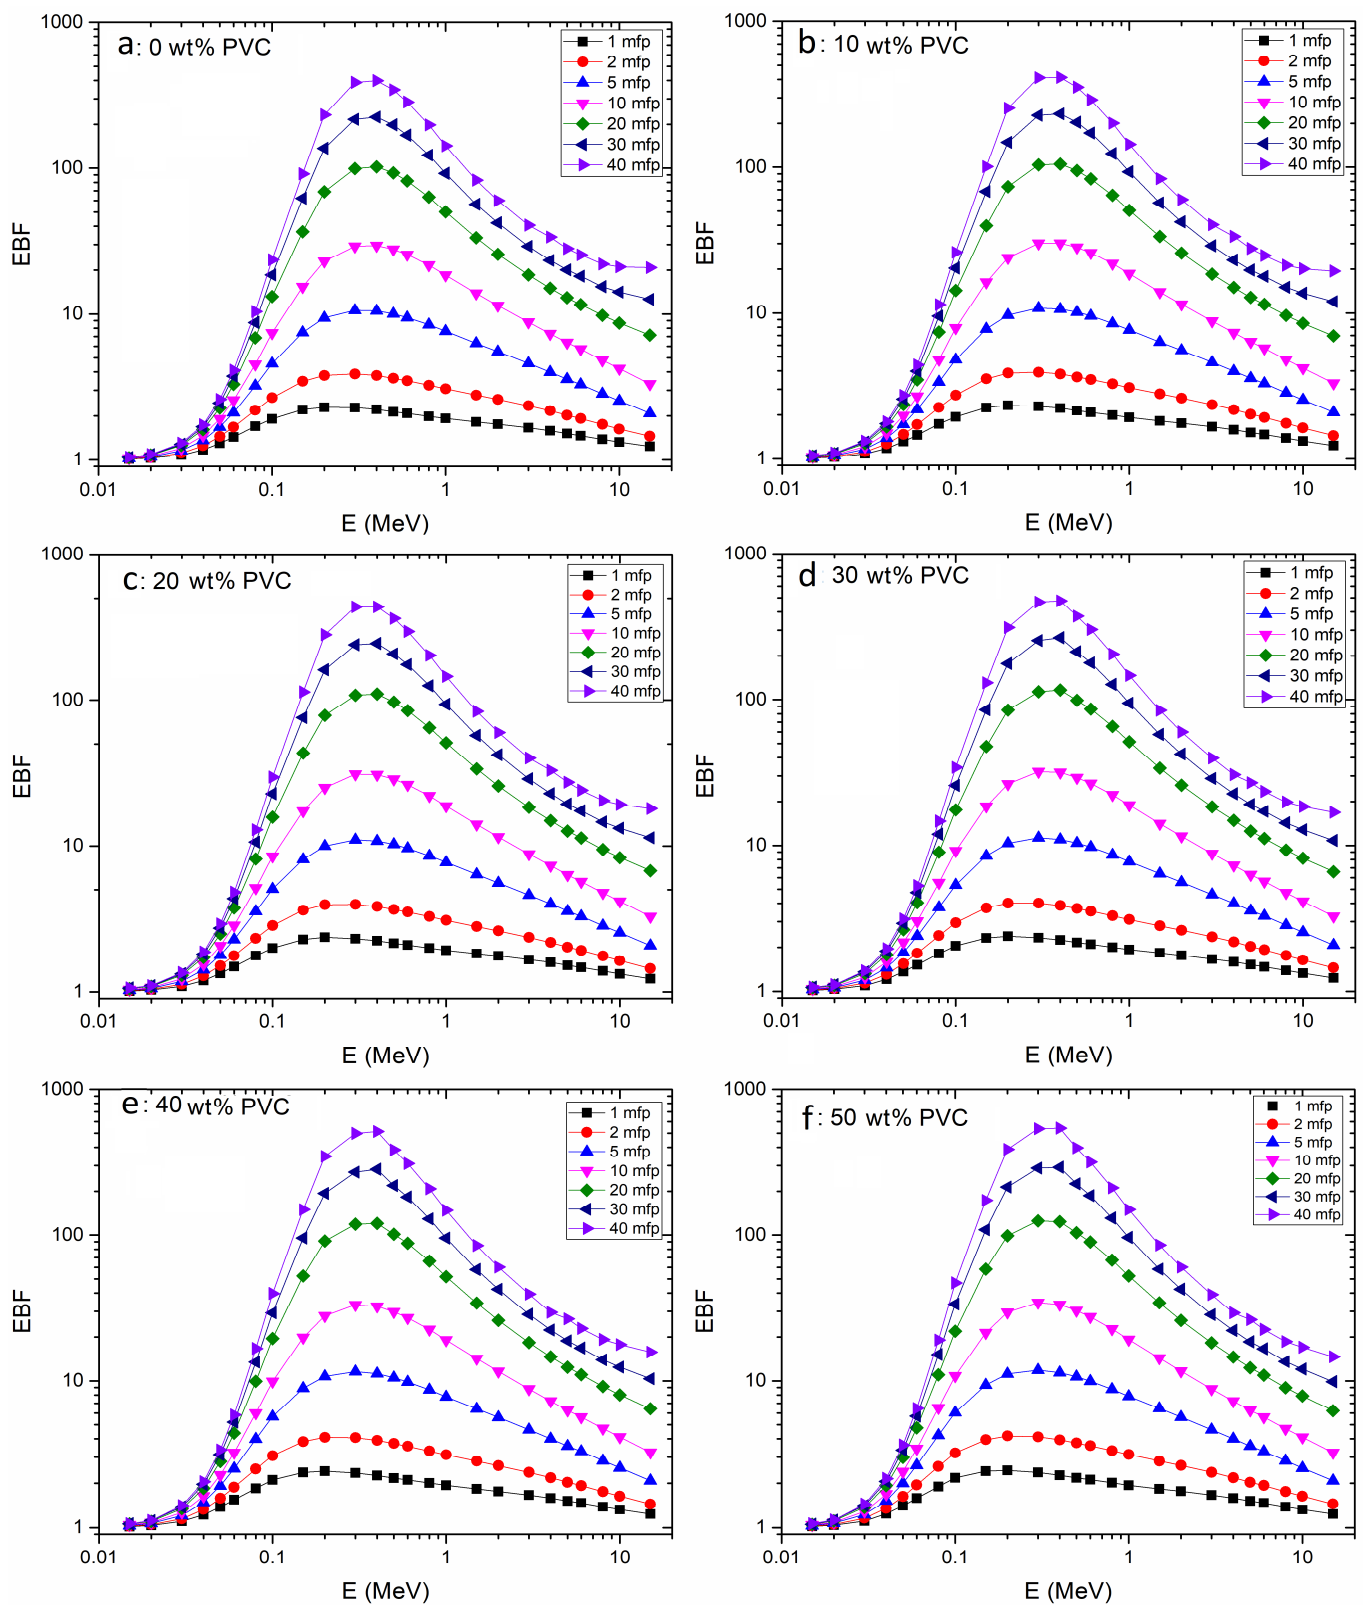 a: 0 wt% PVC
1 mfp
2 mfp
5 mfp
10 mfp
20 mfp
30 mfp
40 mfp
1000
100
10
1
EBF
0.01
0.1
1
10
E (MeV)
b: 10 wt% PVC
1 mfp
2 mfp
5 mfp
10 mfp
20 mfp
30 mfp
40 mfp
1000
100
10
1
EBF
0.01
0.1
1
10
E (MeV)
c: 20 wt% PVC
1 mfp
2 mfp
5 mfp
10 mfp
20 mfp
30 mfp
40 mfp
1000
100
10
1
EBF
0.01
0.1
1
10
E (MeV)
d: 30 wt% PVC
1 mfp
2 mfp
5 mfp
10 mfp
20 mfp
30 mfp
40 mfp
1000
100
10
1
EBF
0.01
0.1
1
10
E (MeV)
e: 40 wt% PVC
1 mfp
2 mfp
5 mfp
10 mfp
20 mfp
30 mfp
40 mfp
1000
100
10
1
EBF
0.01
0.1
1
10
E (MeV)
f: 50 wt% PVC
1 mfp
2 mfp
5 mfp
10 mfp
20 mfp
30 mfp
40 mfp
1000
100
10
1
EBF
0.01
0.1
1
10
E (MeV)